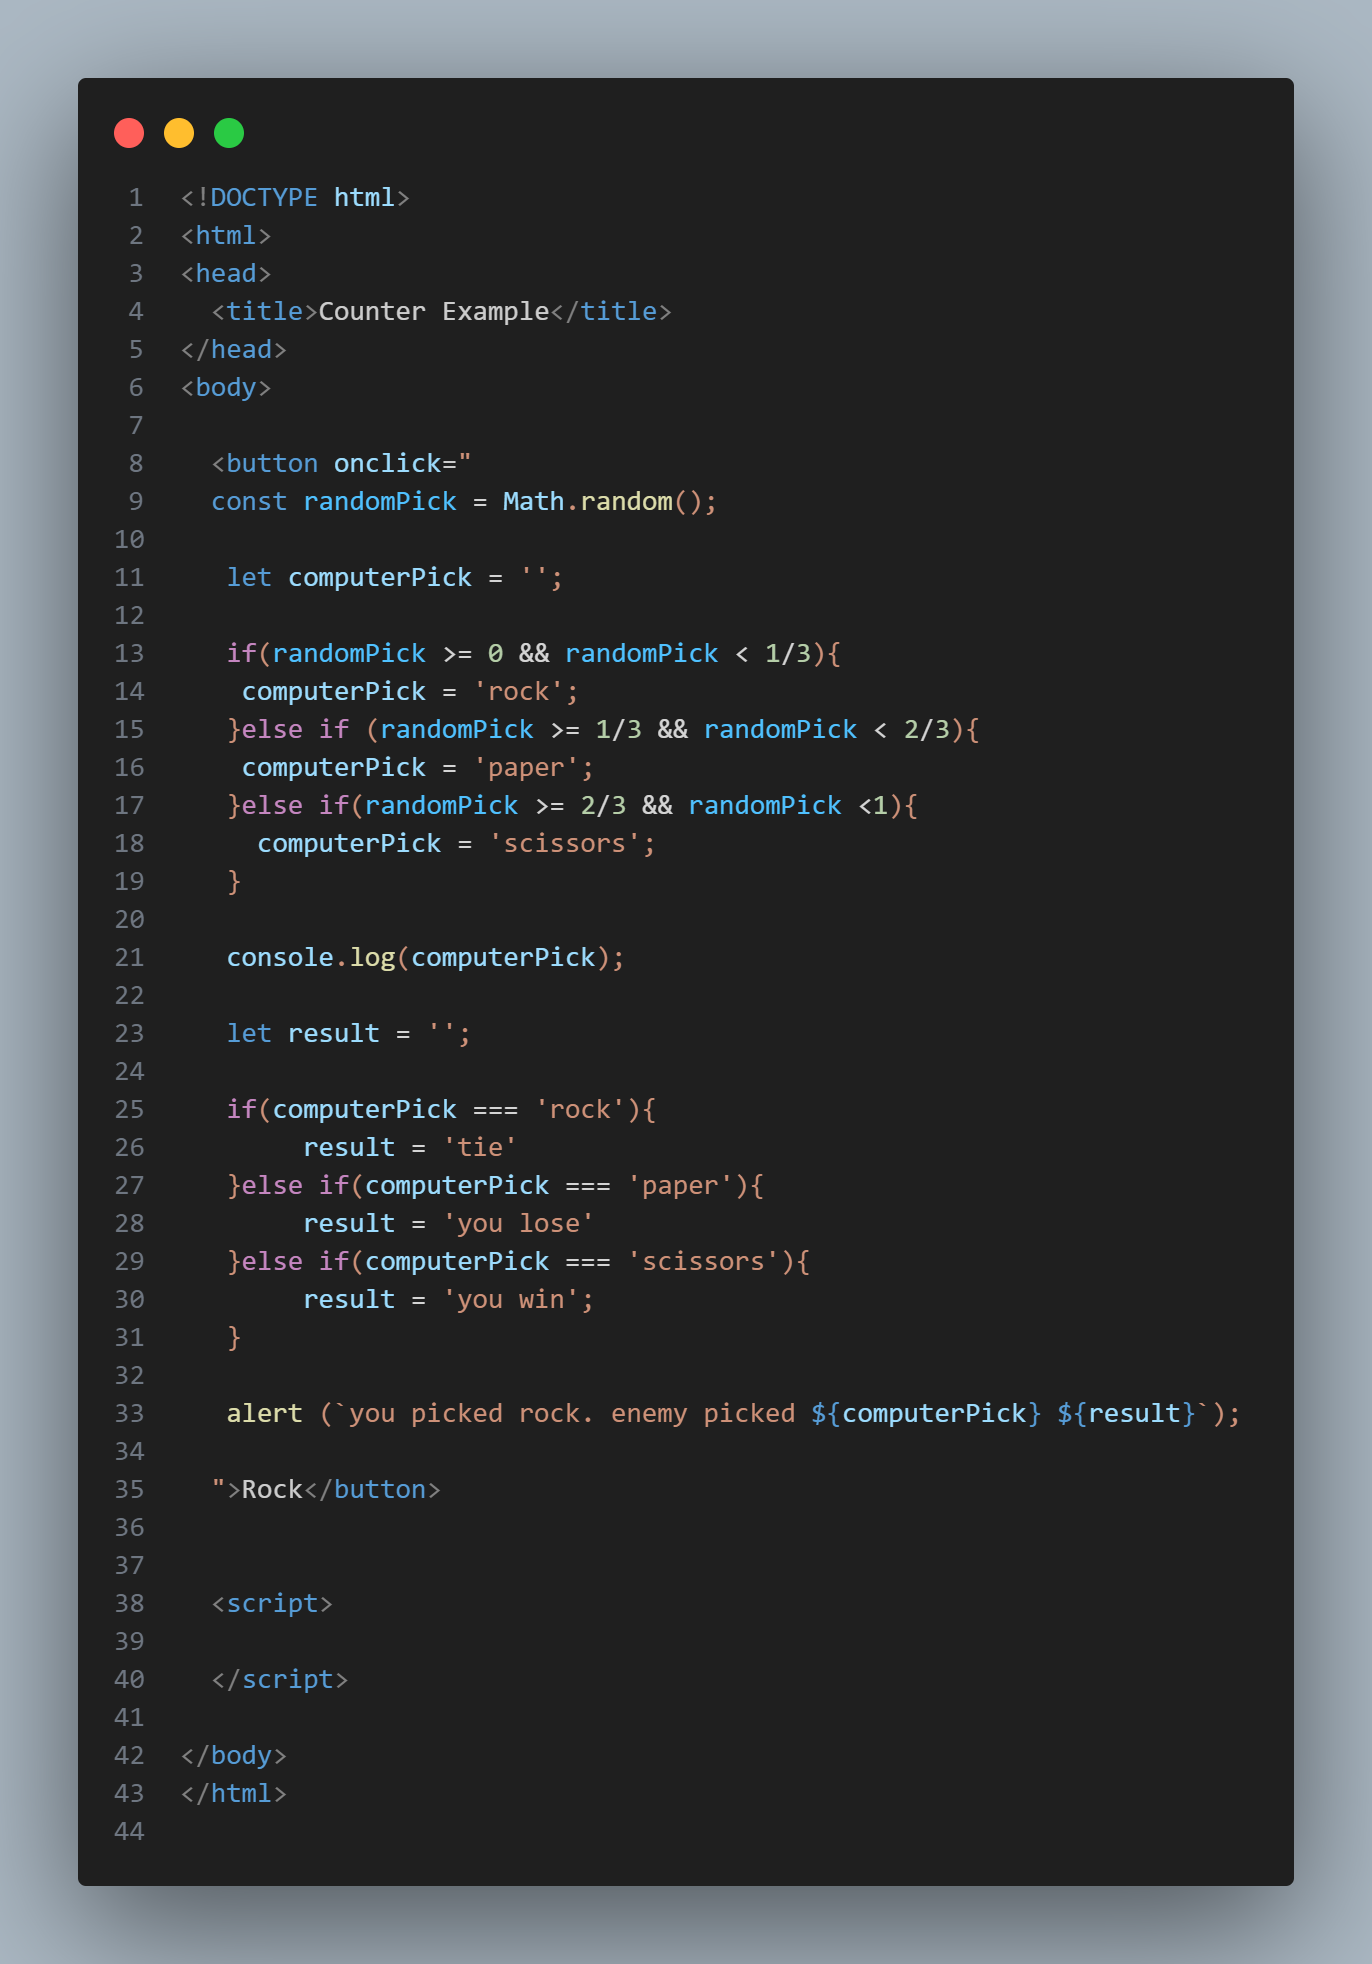 1 <!DOCTYPE html>
2 <html>
3 <head>
4   <title>Counter Example</title>
5 </head>
6 <body>
7
8   <button onclick="
9   const randomPick = Math.random();
10
11    let computerPick = '';
12
13    if(randomPick >= 0 && randomPick < 1/3){
14     computerPick = 'rock';
15    }else if (randomPick >= 1/3 && randomPick < 2/3){
16     computerPick = 'paper';
17    }else if(randomPick >= 2/3 && randomPick <1){
18      computerPick = 'scissors';
19    }
20
21    console.log(computerPick);
22
23    let result = '';
24
25    if(computerPick === 'rock'){
26         result = 'tie'
27    }else if(computerPick === 'paper'){
28         result = 'you lose'
29    }else if(computerPick === 'scissors'){
30         result = 'you win';
31    }
32
33    alert (`you picked rock. enemy picked ${computerPick} ${result}`);
34
35   ">Rock</button>
36
37
38   <script>
39
40   </script>
41
42 </body>
43 </html>
44